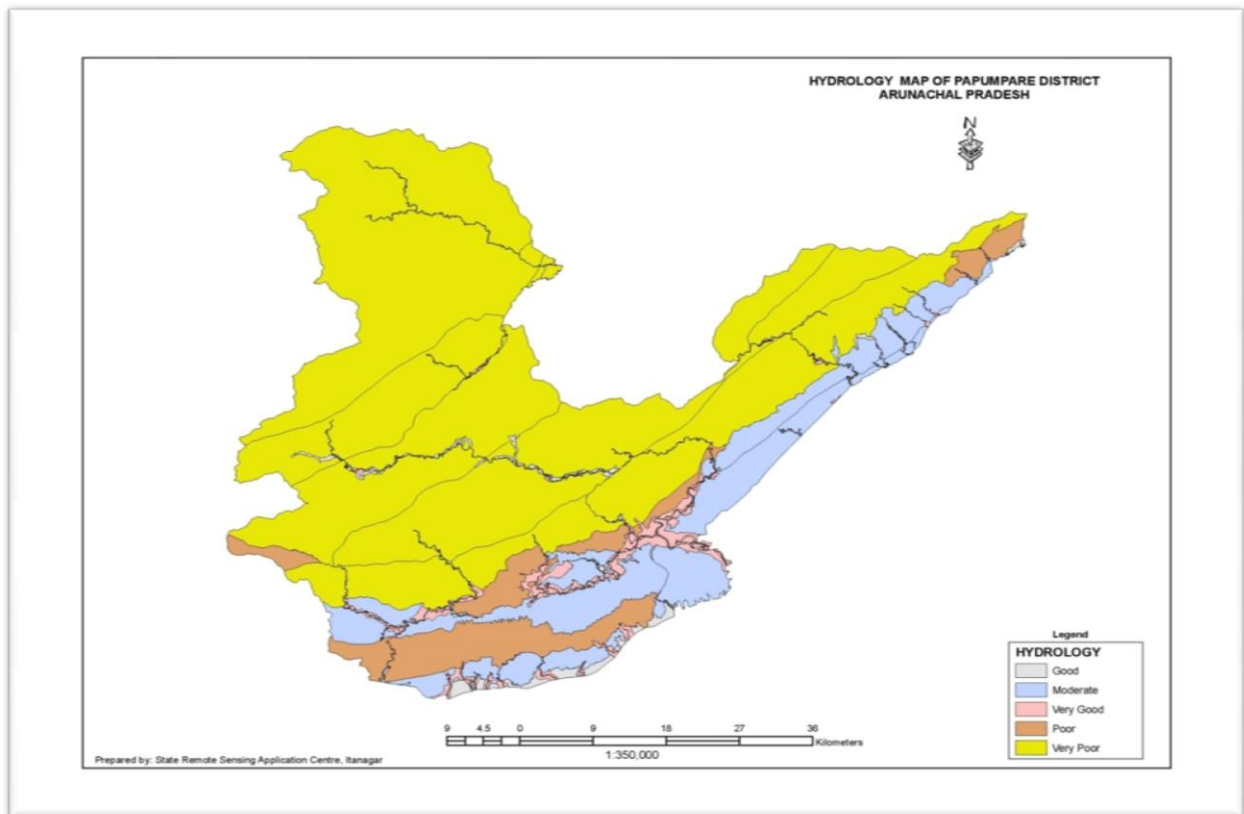 HYDROLOGY MAP OF PAPUMPARE DISTRICT
ARUNACHAL PRADESH
N
Legend
HYDROLOGY
Good
Moderate
Very Good
Poor
Very Poor
9 4.5 0 9 18 27 36
Kilometers
1:350,000
Prepared by: State Remote Sensing Application Centre, Itanagar